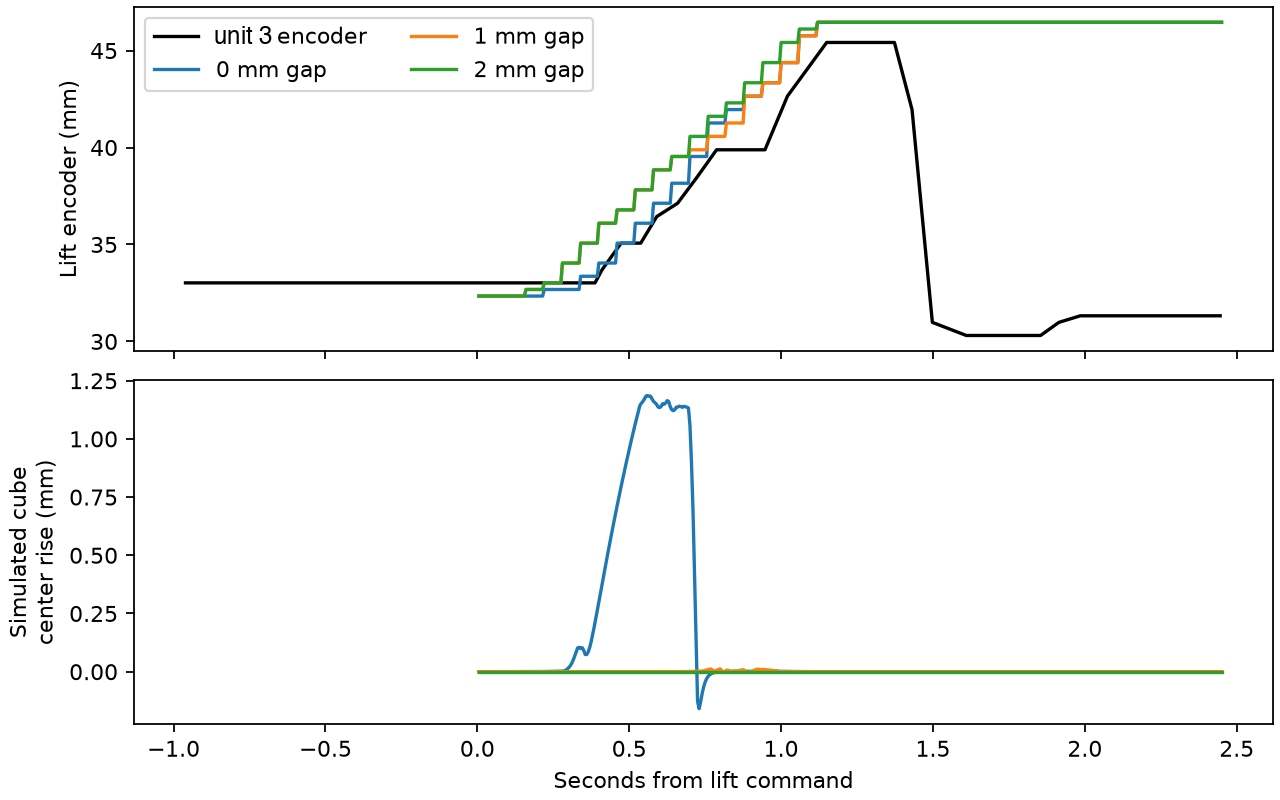 unit 3 encoder
0 mm gap
1 mm gap
2 mm gap
Lift encoder (mm)
45
40
35
30
Simulated cube
center rise (mm)
1.25
1.00
0.75
0.50
0.25
0.00
−1.0
−0.5
0.0
0.5
1.0
1.5
2.0
2.5
Seconds from lift command